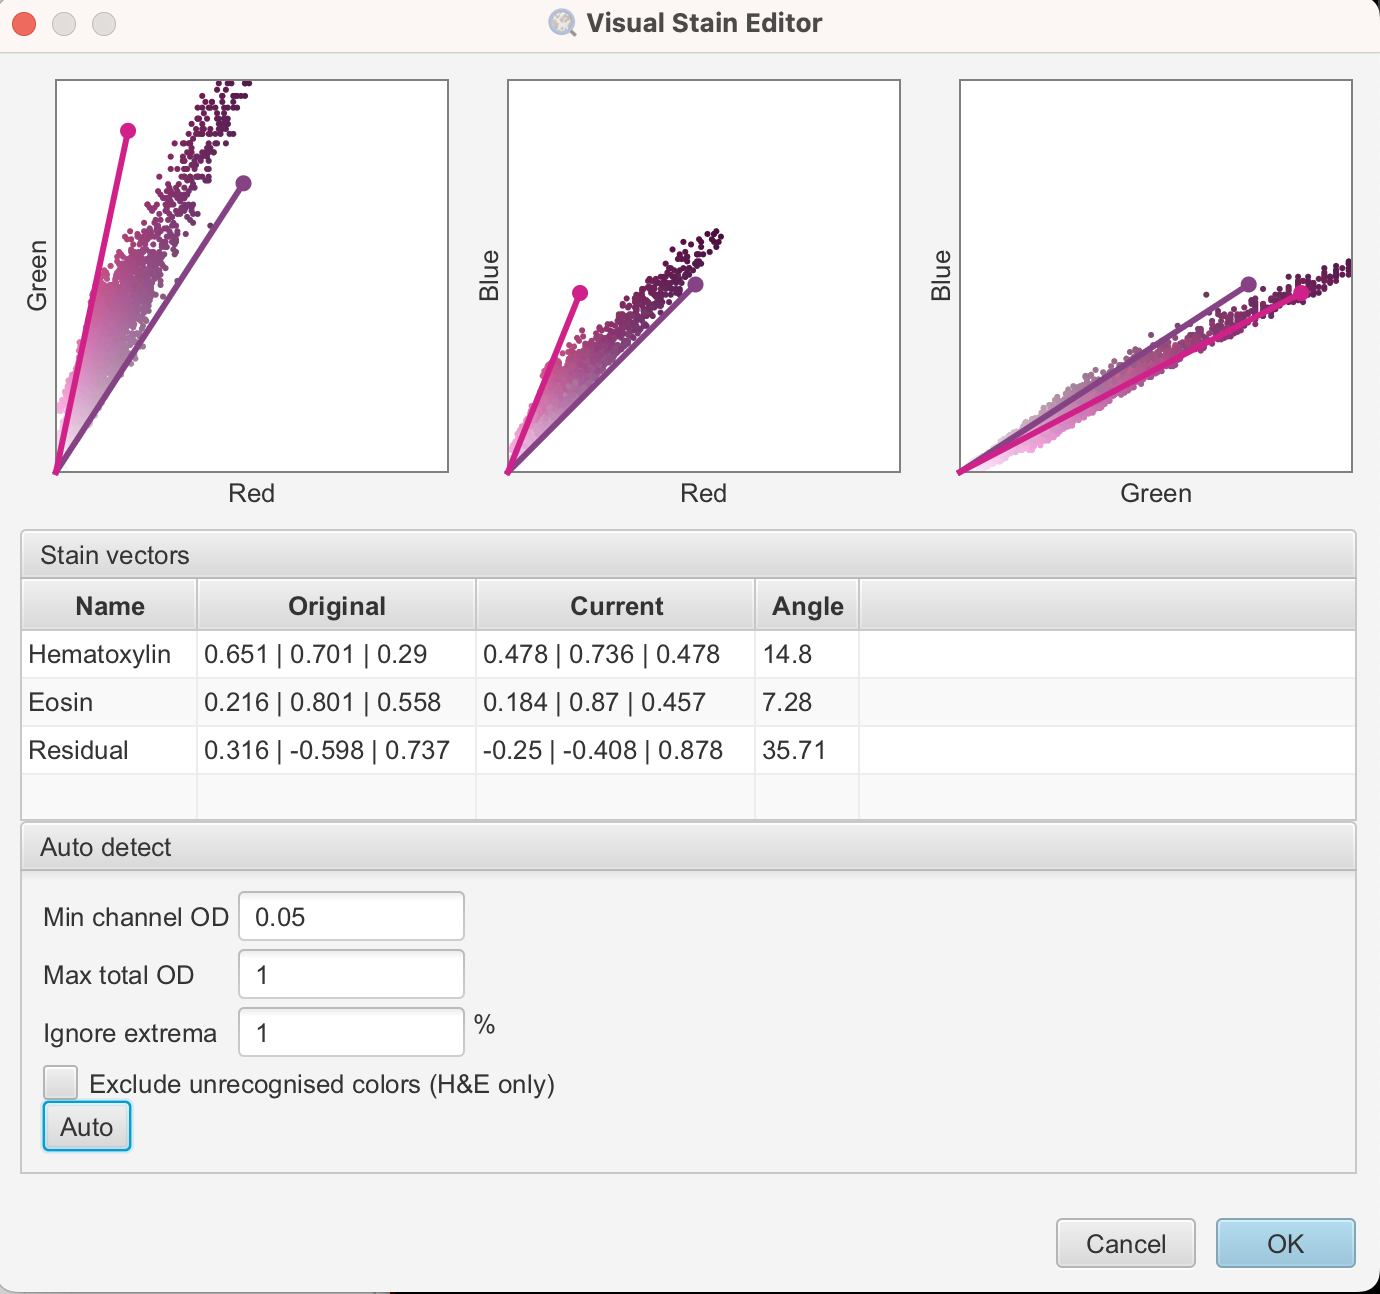 Visual Stain Editor
Green
Red
Blue
Red
Blue
Green
Stain vectors
Name Original Current Angle
Hematoxylin 0.651 | 0.701 | 0.29 0.478 | 0.736 | 0.478 14.8
Eosin 0.216 | 0.801 | 0.558 0.184 | 0.87 | 0.457 7.28
Residual 0.316 | -0.598 | 0.737 -0.25 | -0.408 | 0.878 35.71
Auto detect
Min channel OD 0.05
Max total OD 1
Ignore extrema 1 %
Exclude unrecognised colors (H&E only)
Auto
Cancel OK